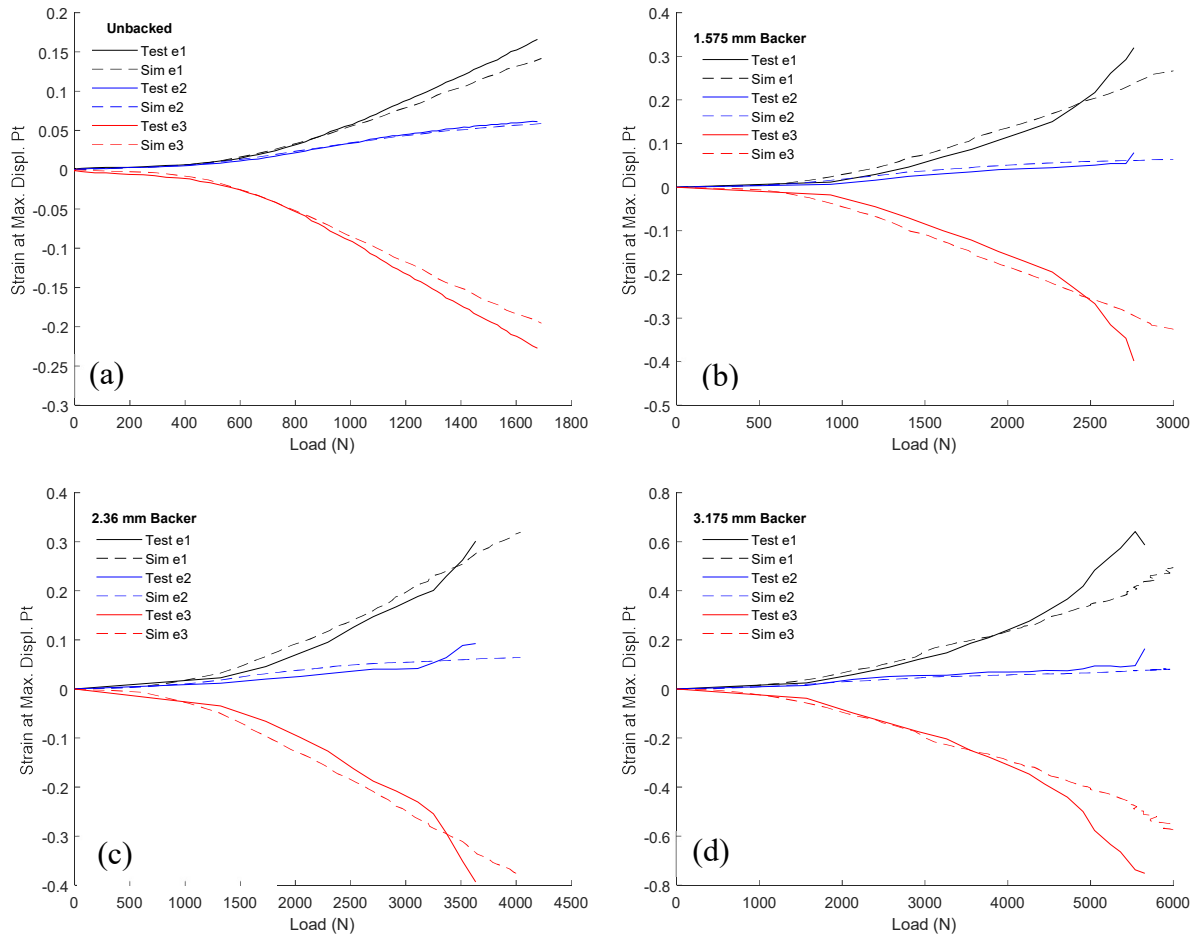 0.2
0.15
0.1
0.05
0
-0.05
-0.1
-0.15
-0.2
-0.25
-0.3
Strain at Max. Displ. Pt
Unbacked
Test e1
Sim e1
Test e2
Sim e2
Test e3
Sim e3
(a)
0 200 400 600 800 1000 1200 1400 1600 1800
Load (N)
0.4
0.3
0.2
0.1
0
-0.1
-0.2
-0.3
-0.4
-0.5
Strain at Max. Displ. Pt
1.575 mm Backer
Test e1
Sim e1
Test e2
Sim e2
Test e3
Sim e3
(b)
0 500 1000 1500 2000 2500 3000
Load (N)
0.4
0.3
0.2
0.1
0
-0.1
-0.2
-0.3
-0.4
Strain at Max. Displ. Pt
2.36 mm Backer
Test e1
Sim e1
Test e2
Sim e2
Test e3
Sim e3
(c)
0 500 1000 1500 2000 2500 3000 3500 4000 4500
Load (N)
0.8
0.6
0.4
0.2
0
-0.2
-0.4
-0.6
-0.8
Strain at Max. Displ. Pt
3.175 mm Backer
Test e1
Sim e1
Test e2
Sim e2
Test e3
Sim e3
(d)
0 1000 2000 3000 4000 5000 6000
Load (N)